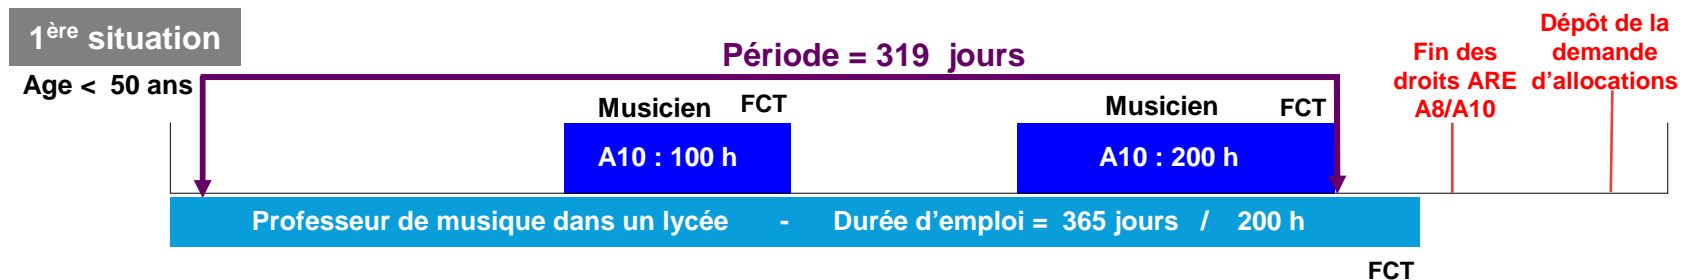 1ère situation
Age < 50 ans
Période = 319 jours
Fin des
droits ARE
A8/A10
Dépôt de la
demande
d’allocations
Musicien
FCT
A10 : 100 h
Musicien
FCT
A10 : 200 h
Professeur de musique dans un lycée - Durée d’emploi = 365 jours / 200 h
FCT